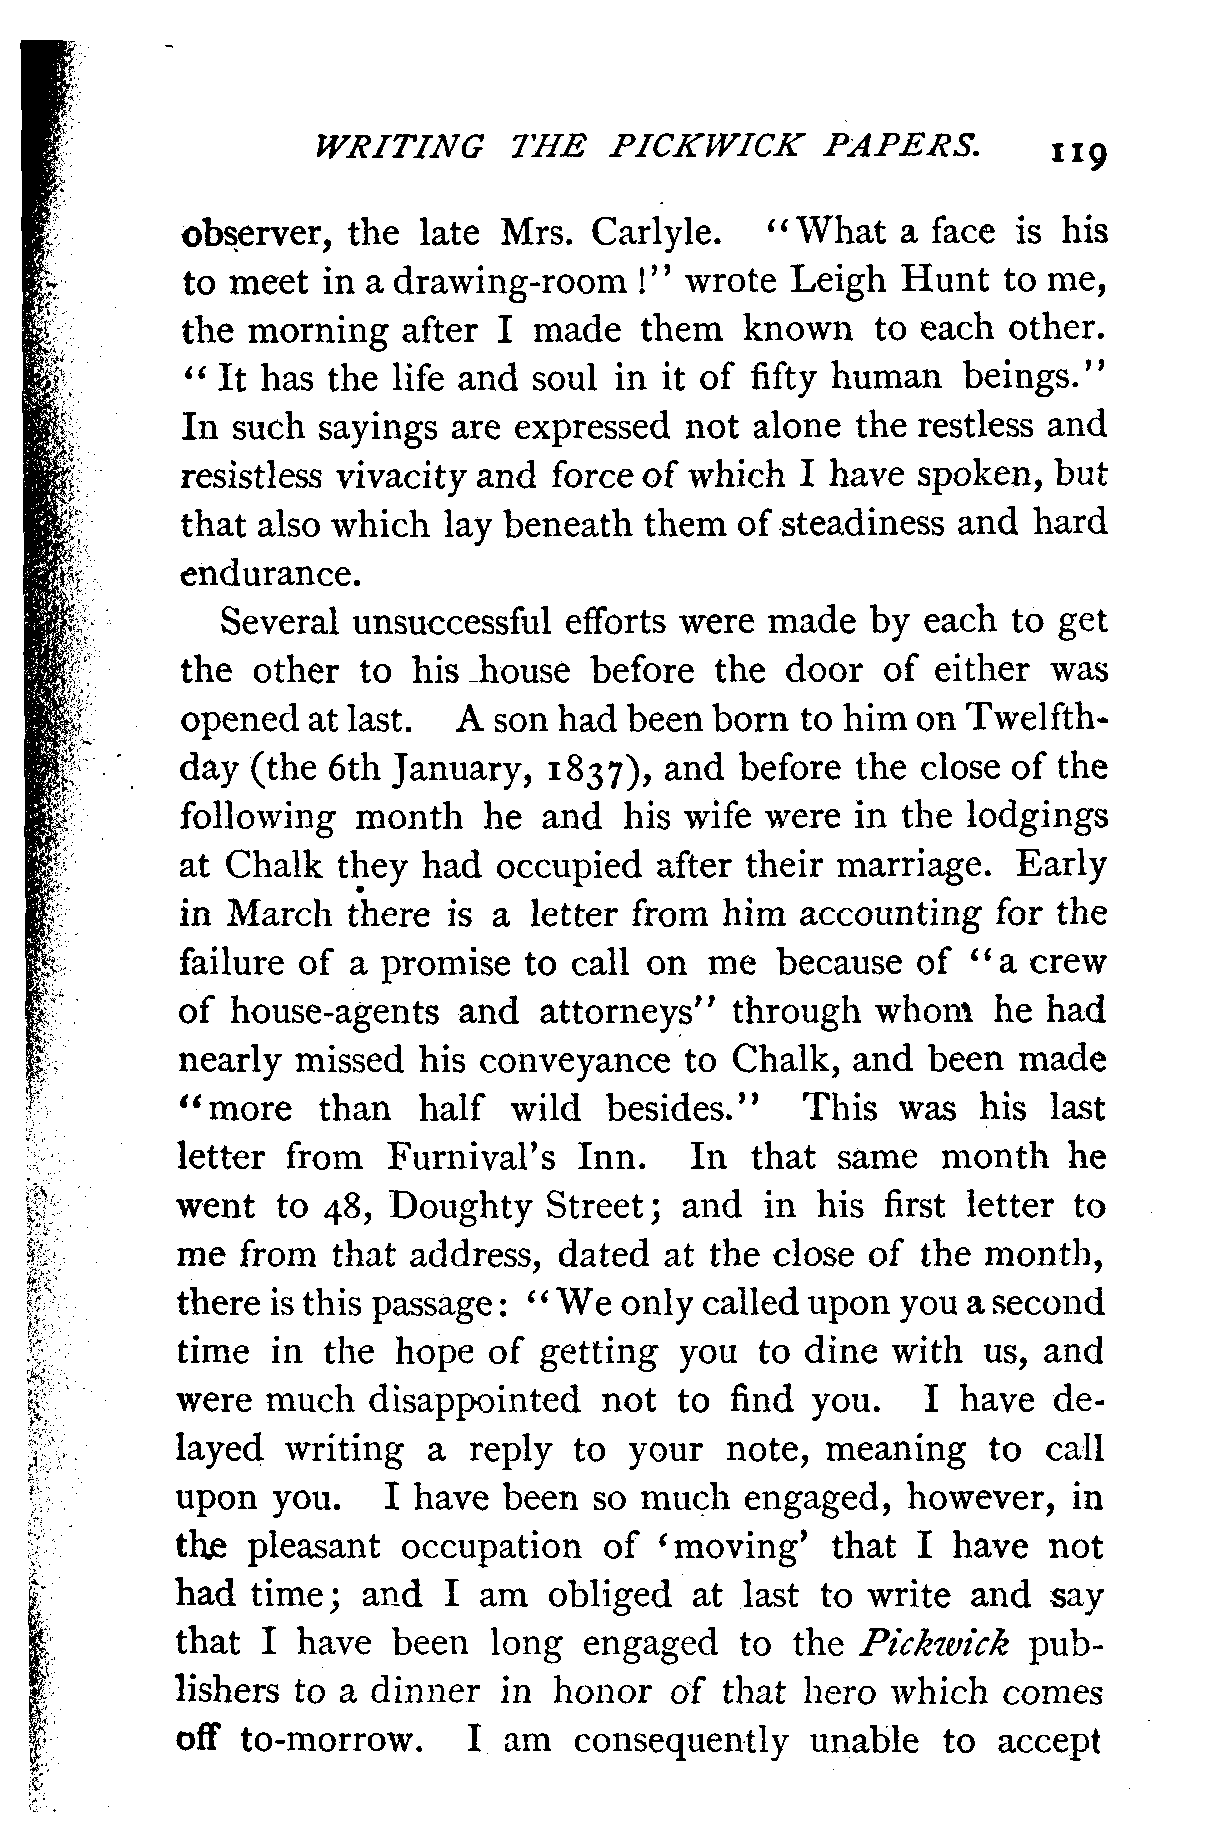 WRITING THE PICKWICK PAPERS. 119
observer, the late Mrs. Carlyle. "What a face is his
to meet in a drawing-room!" wrote Leigh Hunt to me,
the morning after I made them known to each other.
"It has the life and soul in it of fifty human beings."
In such sayings are expressed not alone the restless and
resistless vivacity and force of which I have spoken, but
that also which lay beneath them of steadiness and hard
endurance.
Several unsuccessful efforts were made by each to get
the other to his house before the door of either was
opened at last. A son had been born to him on Twelfth-
day (the 6th January, 1837), and before the close of the
following month he and his wife were in the lodgings
at Chalk they had occupied after their marriage. Early
in March there is a letter from him accounting for the
failure of a promise to call on me because of "a crew
of house-agents and attorneys" through whom he had
nearly missed his conveyance to Chalk, and been made
"more than half wild besides." This was his last
letter from Furnival's Inn. In that same month he
went to 48, Doughty Street; and in his first letter to
me from that address, dated at the close of the month,
there is this passage: "We only called upon you a second
time in the hope of getting you to dine with us, and
were much disappointed not to find you. I have de-
layed writing a reply to your note, meaning to call
upon you. I have been so much engaged, however, in
the pleasant occupation of 'moving' that I have not
had time; and I am obliged at last to write and say
that I have been long engaged to the Pickwick pub-
lishers to a dinner in honor of that hero which comes
off to-morrow. I am consequently unable to accept